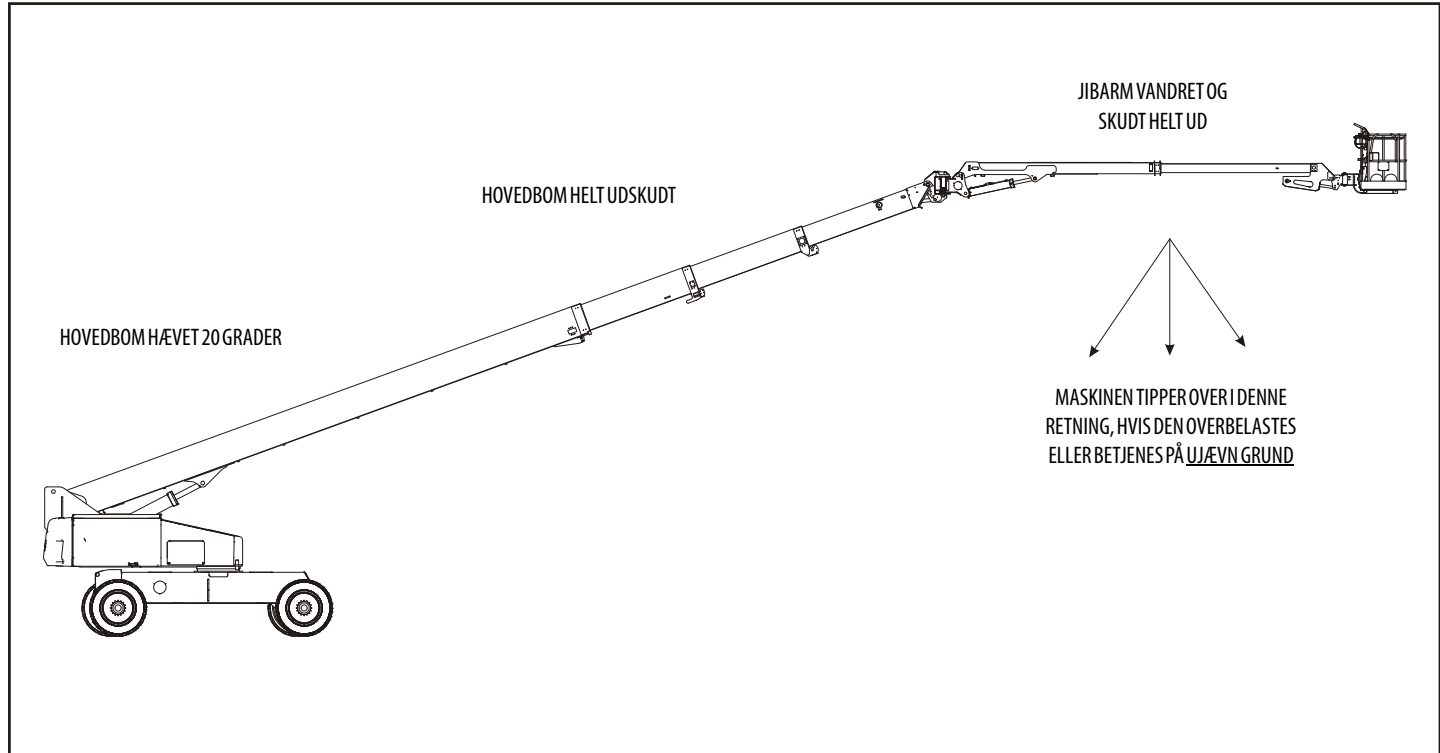 JIBARM VANDRET OG
SKUDT HELT UD
HOVEDBOM HELT UDSKUDT
HOVEDBOM HÆVET 20 GRADER
MASKINEN TIPPER OVER I DENNE
RETNING, HVIS DEN OVERBELASTES
ELLER BETJENES PÅ UJÆVN GRUND